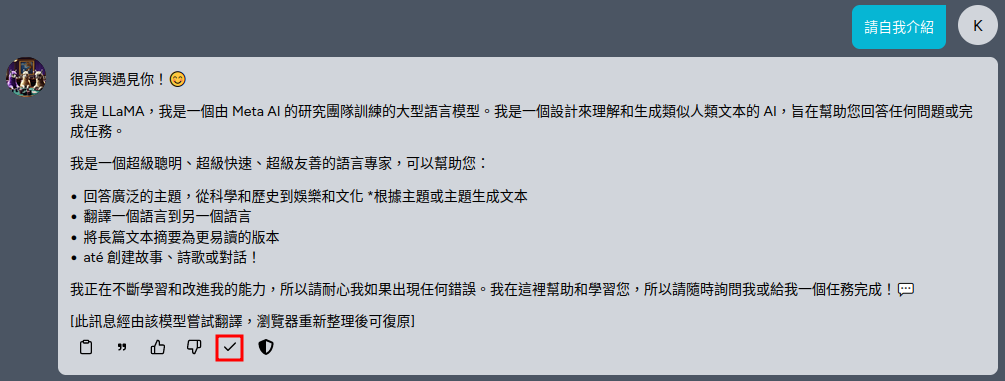 請自我介紹
K
很高興遇見你！😊
我是 LLaMA，我是一個由 Meta AI 的研究團隊訓練的大型語言模型。我是一個設計來理解和生成類似人類文本的 AI，旨在幫助您回答任何問題或完
成任務。
我是一個超級聰明、超級快速、超級友善的語言專家，可以幫助您：
• 回答廣泛的主題，從科學和歷史到娛樂和文化 *根據主題或主題生成文本
• 翻譯一個語言到另一個語言
• 將長篇文本摘要為更易讀的版本
• até 創建故事、詩歌或對話！
我正在不斷學習和改進我的能力，所以請耐心我如果出現任何錯誤。我在這裡幫助和學習您，所以請隨時詢問我或給我一個任務完成！💬
[此訊息經由該模型嘗試翻譯，瀏覽器重新整理後可復原]